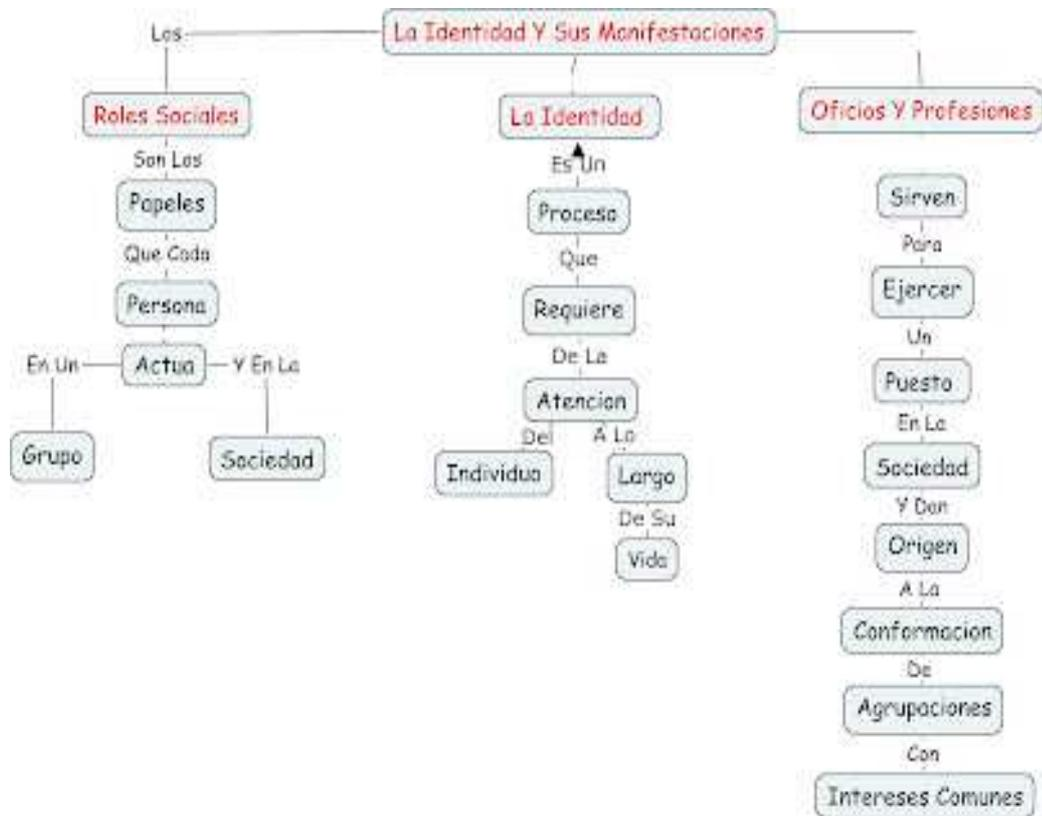 La Identidad Y Sus Manifestaciones
Los
Roles Sociales
Son Los
Papeles
Que Cada
Persona
Actua
En Un
Y En La
Grupo
Sociedad
La Identidad
Es Un
Proceso
Que
Requiere
De La
Atencion
Del
A Lo
Individuo
Largo
De Su
Vida
Oficios Y Profesiones
Sirven
Para
Ejercer
Un
Puesto
En La
Sociedad
Y Dan
Origen
A La
Conformacion
De
Agrupaciones
Con
Intereses Comunes